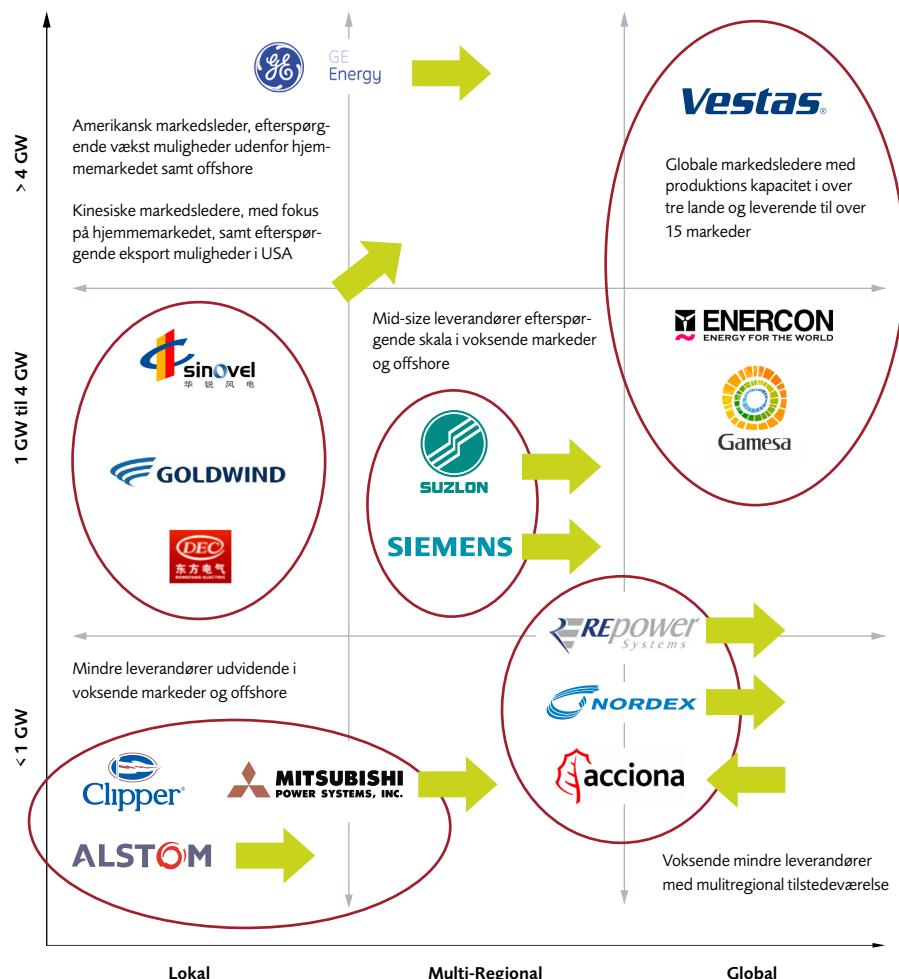 > 4 GW
1 GW til 4 GW
< 1 GW
GE
Energy
Vestas®
Amerikansk markedsleder, efterspørg-
ende vækst muligheder udenfor hjem-
memarkedet samt offshore
Kinesiske markedsledere, med fokus
på hjemmemarkedet, samt efterspør-
gende eksport muligheder i USA
Globale markedsledere med
produktions kapacitet i over
tre lande og leverende til over
15 markeder
Mid-size leverandører efterspør-
gende skala i voksende markeder
og offshore
sinovel
华锐风电
GOLDWIND
DEC
东方电气
DONGFANG ELECTRIC
SUZLON
SIEMENS
ENERCON
ENERGY FOR THE WORLD
Gamesa
REpower
Systems
NORDEX
acciona
Mindre leverandører udvidende i
voksende markeder og offshore
Clipper®
MITSUBISHI
POWER SYSTEMS, INC.
ALSTOM
Voksende mindre leverandører
med mulitregional tilstedeværelse
Lokal
Multi-Regional
Global